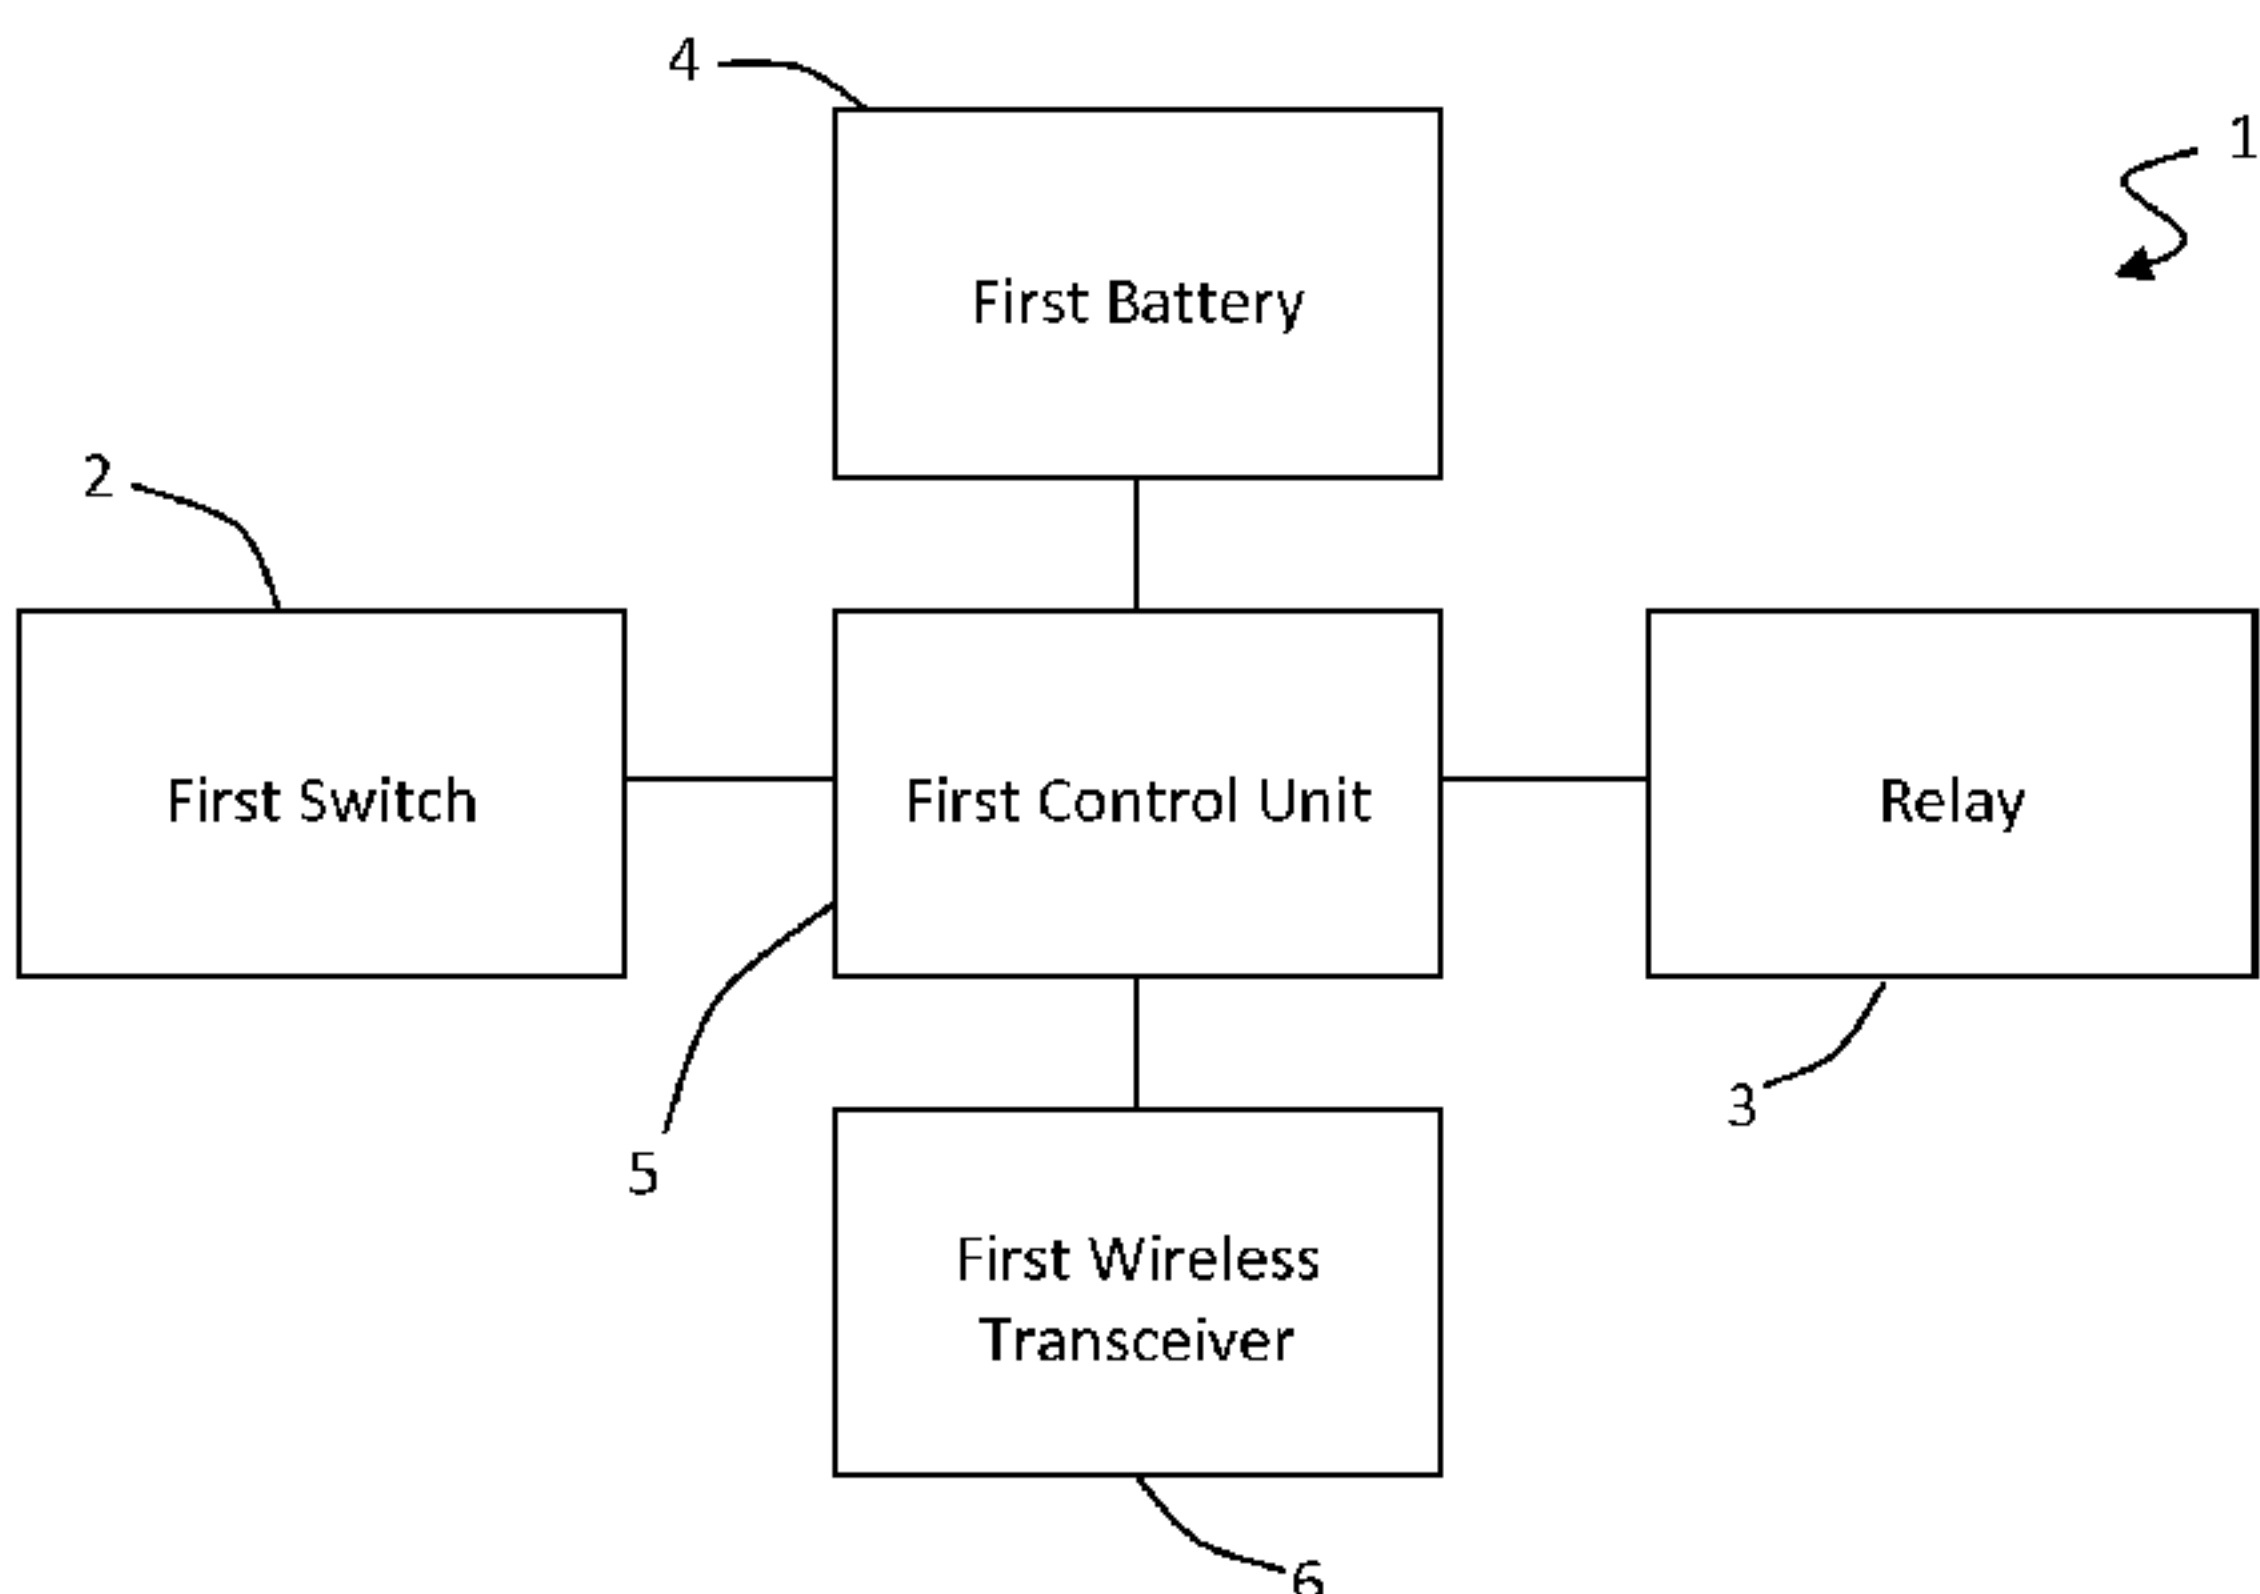 4
1
First Battery
2
First Switch
First Control Unit
Relay
3
5
First Wireless
Transceiver
6